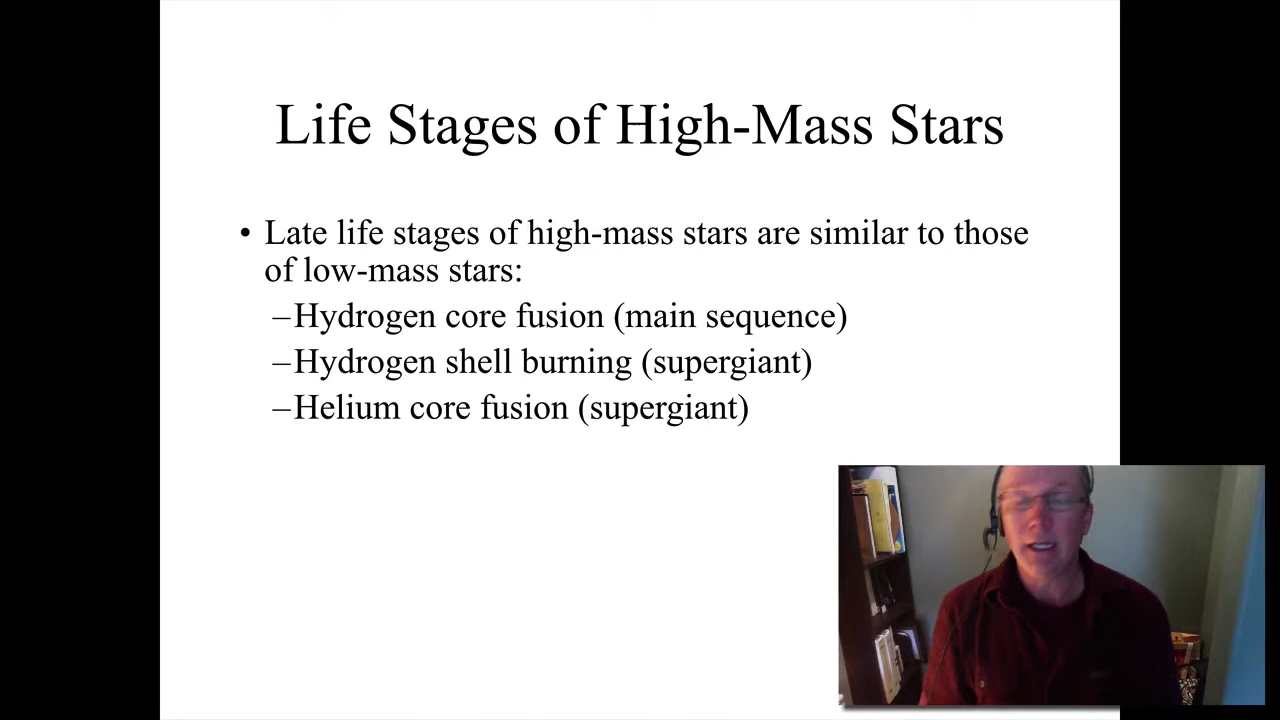 Life Stages of High-Mass Stars
• Late life stages of high-mass stars are similar to those
of low-mass stars:
–Hydrogen core fusion (main sequence)
–Hydrogen shell burning (supergiant)
–Helium core fusion (supergiant)